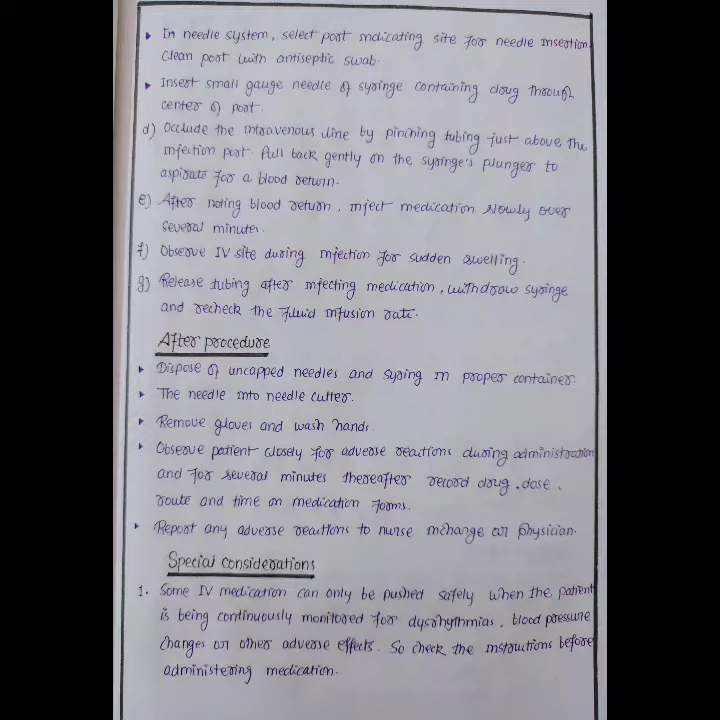 ▸ In needle system, select port indicating site for needle insertion
Clean port with antiseptic swab.
▸ Insert small gauge needle of syringe containing drug through
center of port.
d) Occlude the intravenous line by pinching tubing just above the
injection port. Pull back gently on the syringe's plunger to
aspirate for a blood return.
e) After noting blood return, inject medication slowly over
several minutes.
f) Observe IV site during injection for sudden swelling.
g) Release tubing after injecting medication, withdraw syringe
and recheck the fluid infusion rate.
After procedure
▸ Dispose of uncapped needles and syring in proper container.
▸ The needle into needle cutter.
▸ Remove gloves and wash hands.
▸ Observe patient closely for adverse reactions during administration
and for several minutes thereafter record drug, dose,
route and time on medication forms.
▸ Report any adverse reactions to nurse incharge or physician.
Special considerations
1. Some IV medication can only be pushed safely when the patient
is being continuously monitored for dysrhythmias, blood pressure
changes or other adverse effects. So check the instructions before
administering medication.